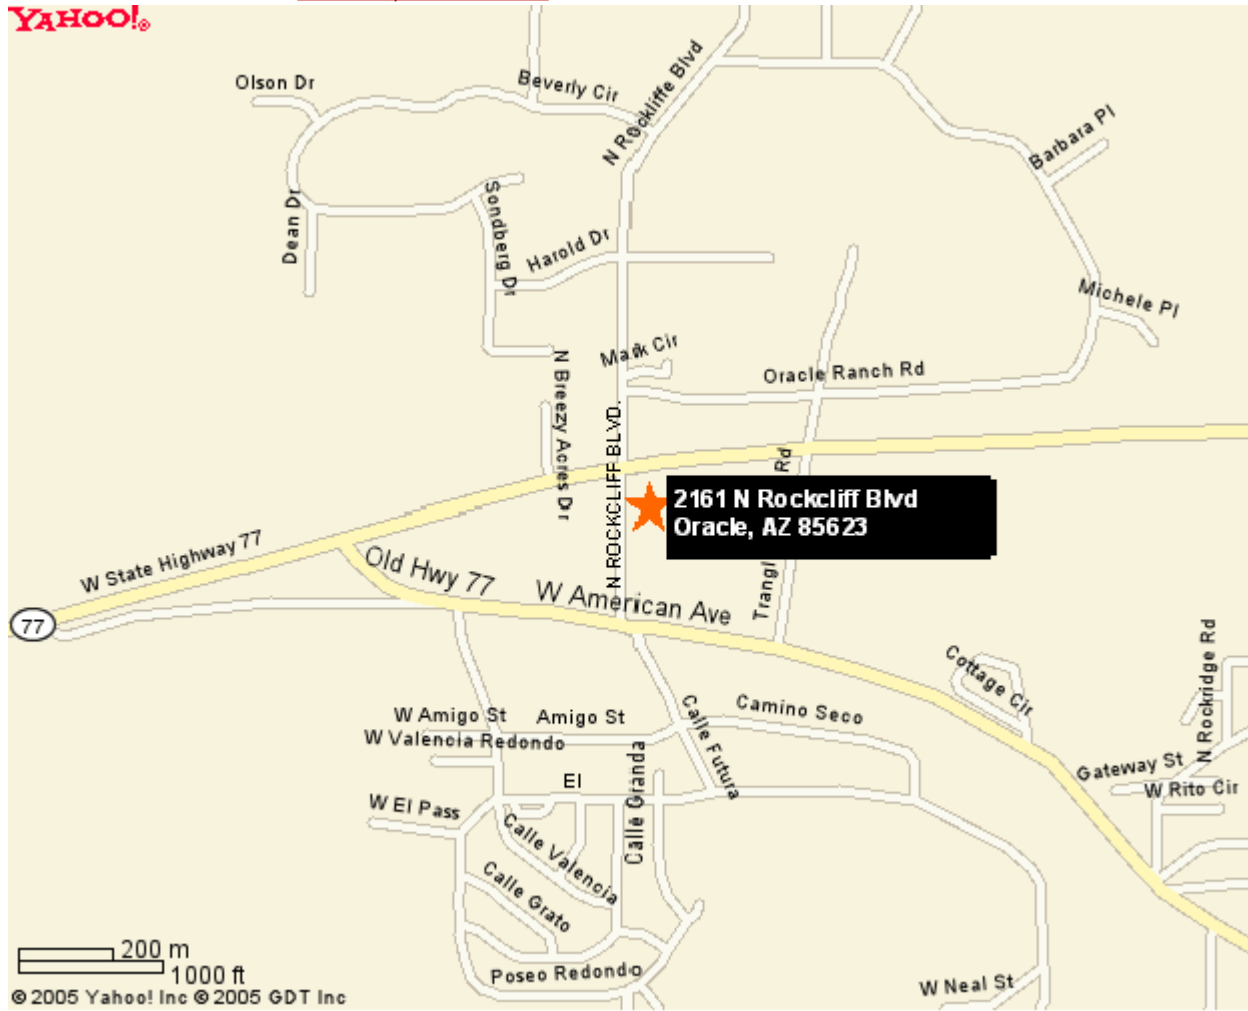 YAHOO!®
Olson Dr
Beverly Cir
N Rockliffe Blvd
Barbara Pl
Dean Dr
Sondberg Dr
Harold Dr
Michele Pl
Mark Cir
Oracle Ranch Rd
N Breezy Acres Dr
N ROCKCLIFF BLVD.
Rd
2161 N Rockcliff Blvd
Oracle, AZ 85623
W State Highway 77
Old Hwy 77
W American Ave
Trangl
77
Cottage Cir
N Rockridge Rd
W Amigo St
Amigo St
Calle Futura
Camino Seco
W Valencia Redondo
Calle Granda
Gateway St
El
W Rito Cir
W El Pass
Calle Valencia
Calle Grato
200 m
1000 ft
Poseo Redondo
W Neal St
© 2005 Yahoo! Inc © 2005 GDT Inc